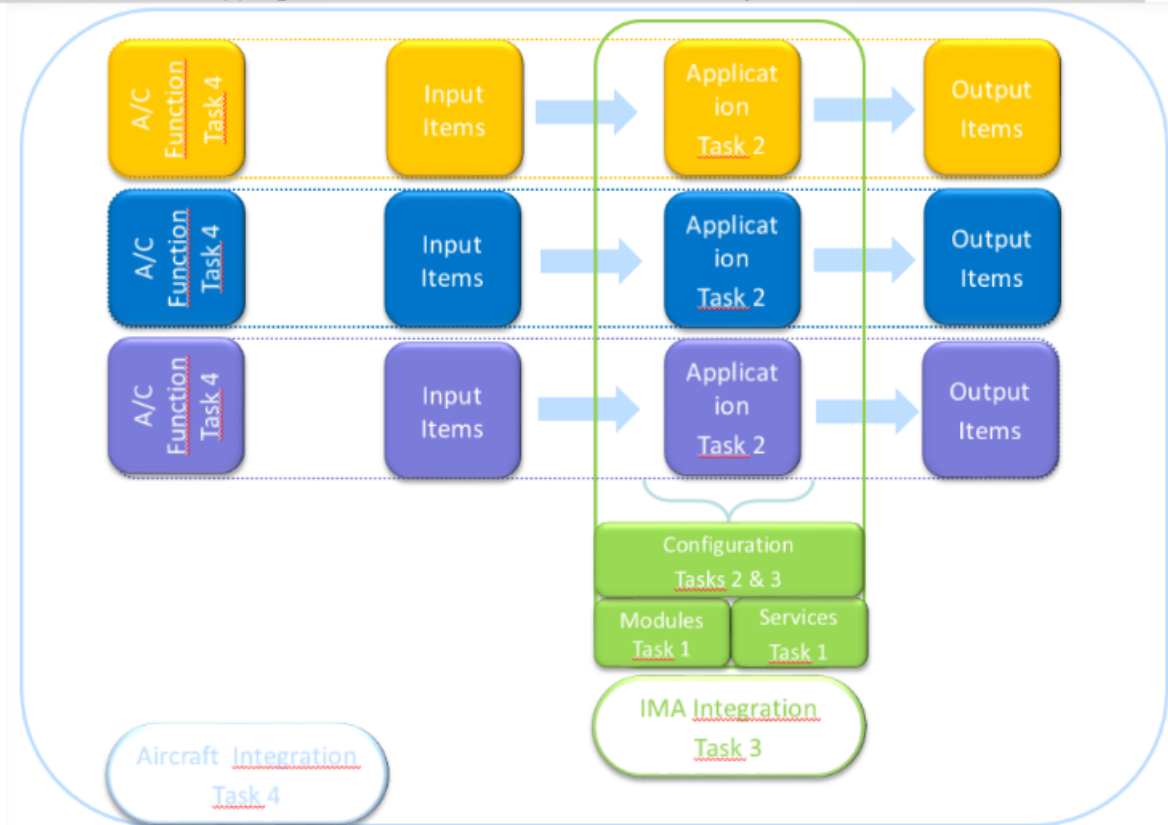 A/C
Function
Task 4
Input
Items
Applicat
ion
Task 2
Output
Items
A/C
Function
Task 4
Input
Items
Applicat
ion
Task 2
Output
Items
A/C
Function
Task 4
Input
Items
Applicat
ion
Task 2
Output
Items
Configuration
Tasks 2 & 3
Modules
Task 1
Services
Task 1
IMA Integration
Task 3
Aircraft Integration
Task 4